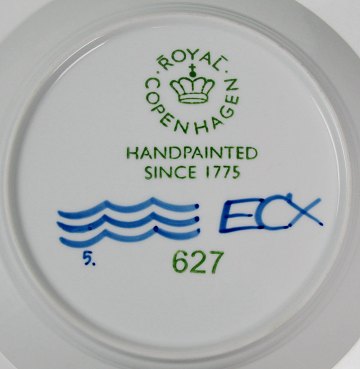 ROYAL
COPENHAGEN
HANDPAINTED
SINCE 1775
ECX
5.
627